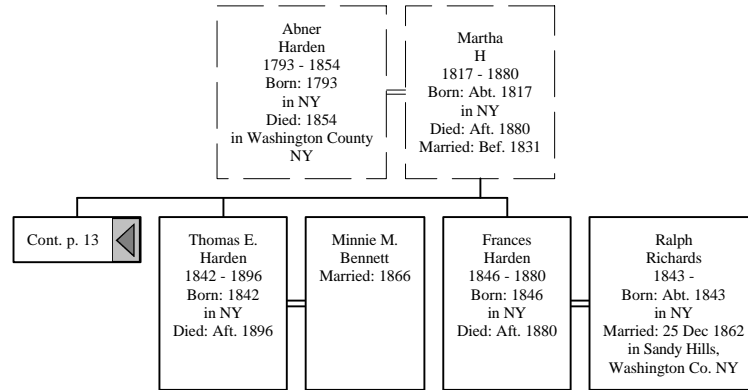 Abner
Harden
1793 - 1854
Born: 1793
in NY
Died: 1854
in Washington County
NY
Martha
H
1817 - 1880
Born: Abt. 1817
in NY
Died: Aft. 1880
Married: Bef. 1831
Cont. p. 13
Thomas E.
Harden
1842 - 1896
Born: 1842
in NY
Died: Aft. 1896
Minnie M.
Bennett
Married: 1866
Frances
Harden
1846 - 1880
Born: 1846
in NY
Died: Aft. 1880
Ralph
Richards
1843 -
Born: Abt. 1843
in NY
Married: 25 Dec 1862
in Sandy Hills,
Washington Co. NY